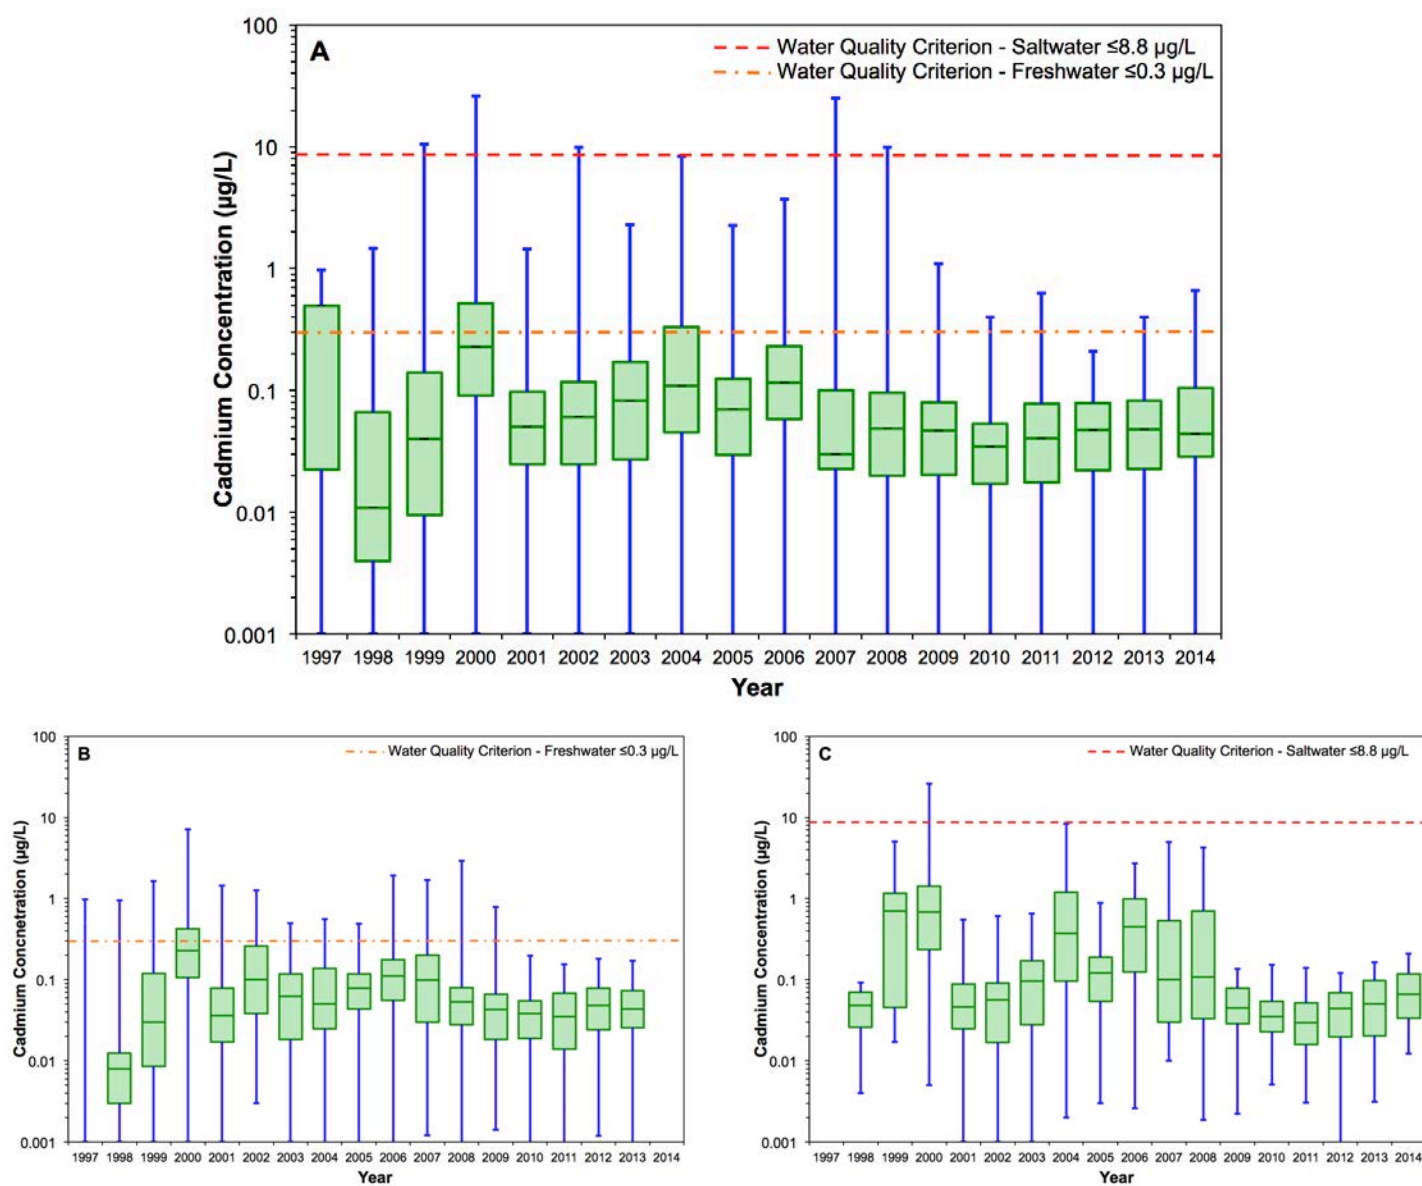 A
Water Quality Criterion - Saltwater ≤8.8 µg/L
Water Quality Criterion - Freshwater ≤0.3 µg/L
Cadmium Concentration (µg/L)
100
10
1
0.1
0.01
0.001
1997 1998 1999 2000 2001 2002 2003 2004 2005 2006 2007 2008 2009 2010 2011 2012 2013 2014
Year
B
Water Quality Criterion - Freshwater ≤0.3 µg/L
Cadmium Concnetration (µg/L)
100
10
1
0.1
0.01
0.001
1997 1998 1999 2000 2001 2002 2003 2004 2005 2006 2007 2008 2009 2010 2011 2012 2013 2014
Year
C
Water Quality Criterion - Saltwater ≤8.8 µg/L
Cadmium Concentration (µg/L)
100
10
1
0.1
0.01
0.001
1997 1998 1999 2000 2001 2002 2003 2004 2005 2006 2007 2008 2009 2010 2011 2012 2013 2014
Year